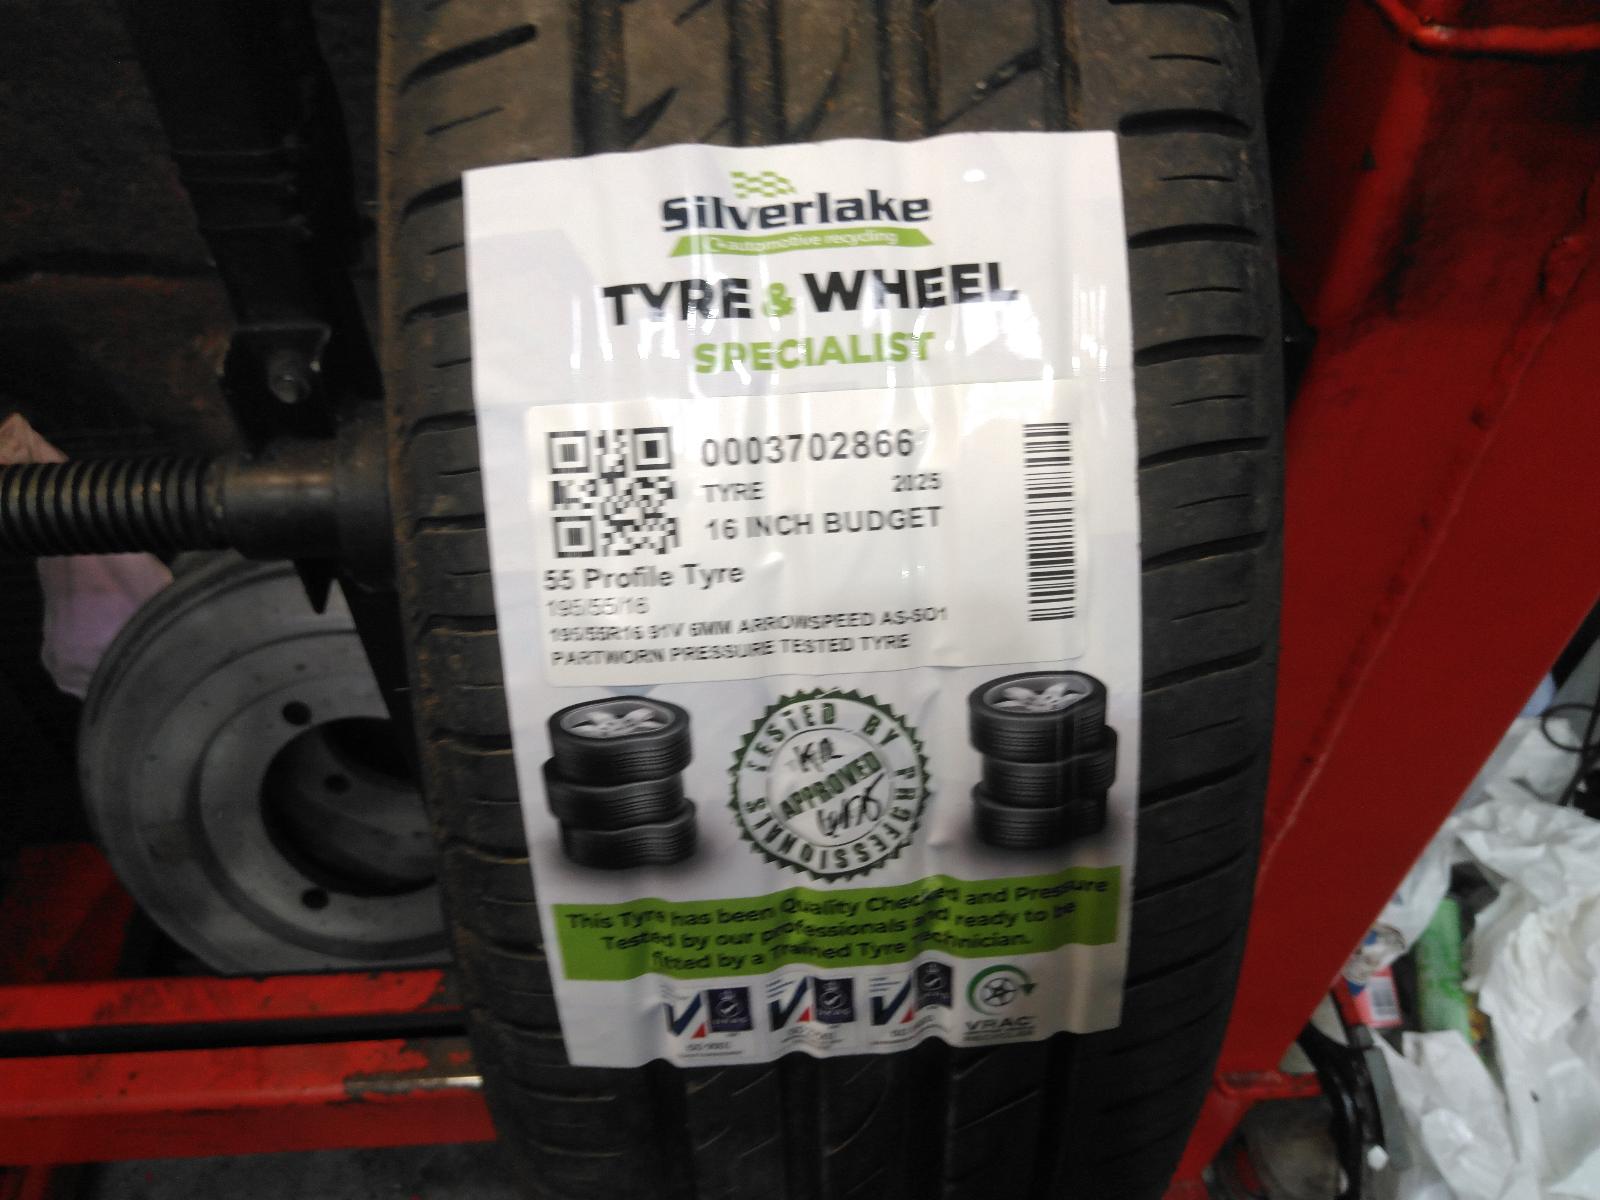 Silverlake
automotive recycling
TYRE & WHEEL
SPECIALIST
0003702866
TYRE 2025
16 INCH BUDGET
55 Profile Tyre
195/55/16
195/55R16 91V 6MM ARROWSPEED AS-SO1
PARTWORN PRESSURE TESTED TYRE
TESTED BY PROFESSIONALS
APPROVED
This Tyre has been Quality Checked and Pressure
Tested by our professionals and ready to be
fitted by a Trained Tyre Technician.
VRAC